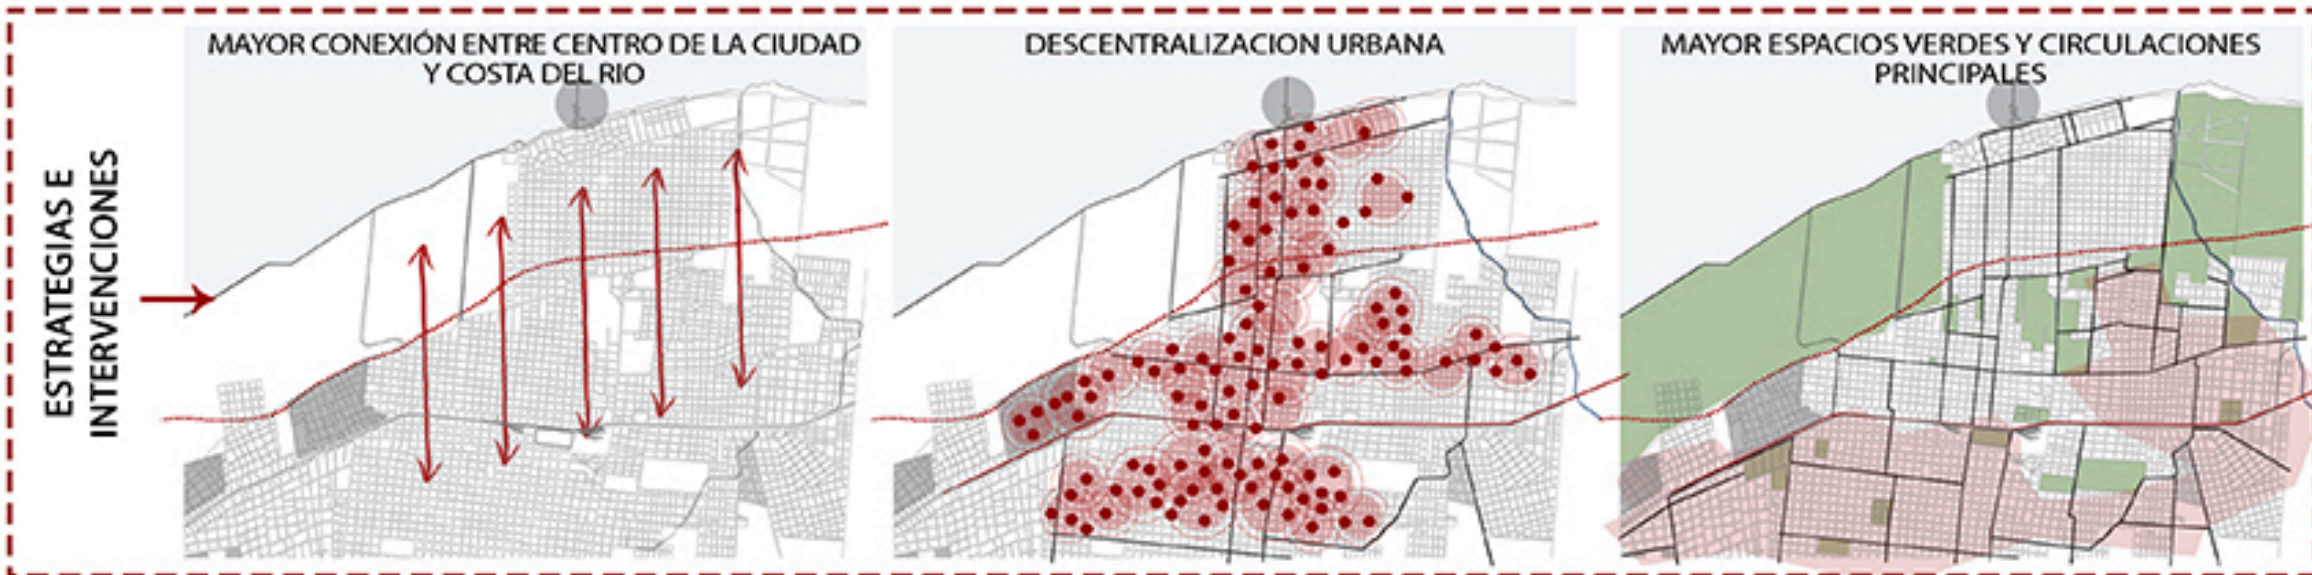 ESTRATEGIAS E
INTERVENCIONES
MAYOR CONEXIÓN ENTRE CENTRO DE LA CIUDAD
Y COSTA DEL RIO
DESCENTRALIZACION URBANA
MAYOR ESPACIOS VERDES Y CIRCULACIONES
PRINCIPALES